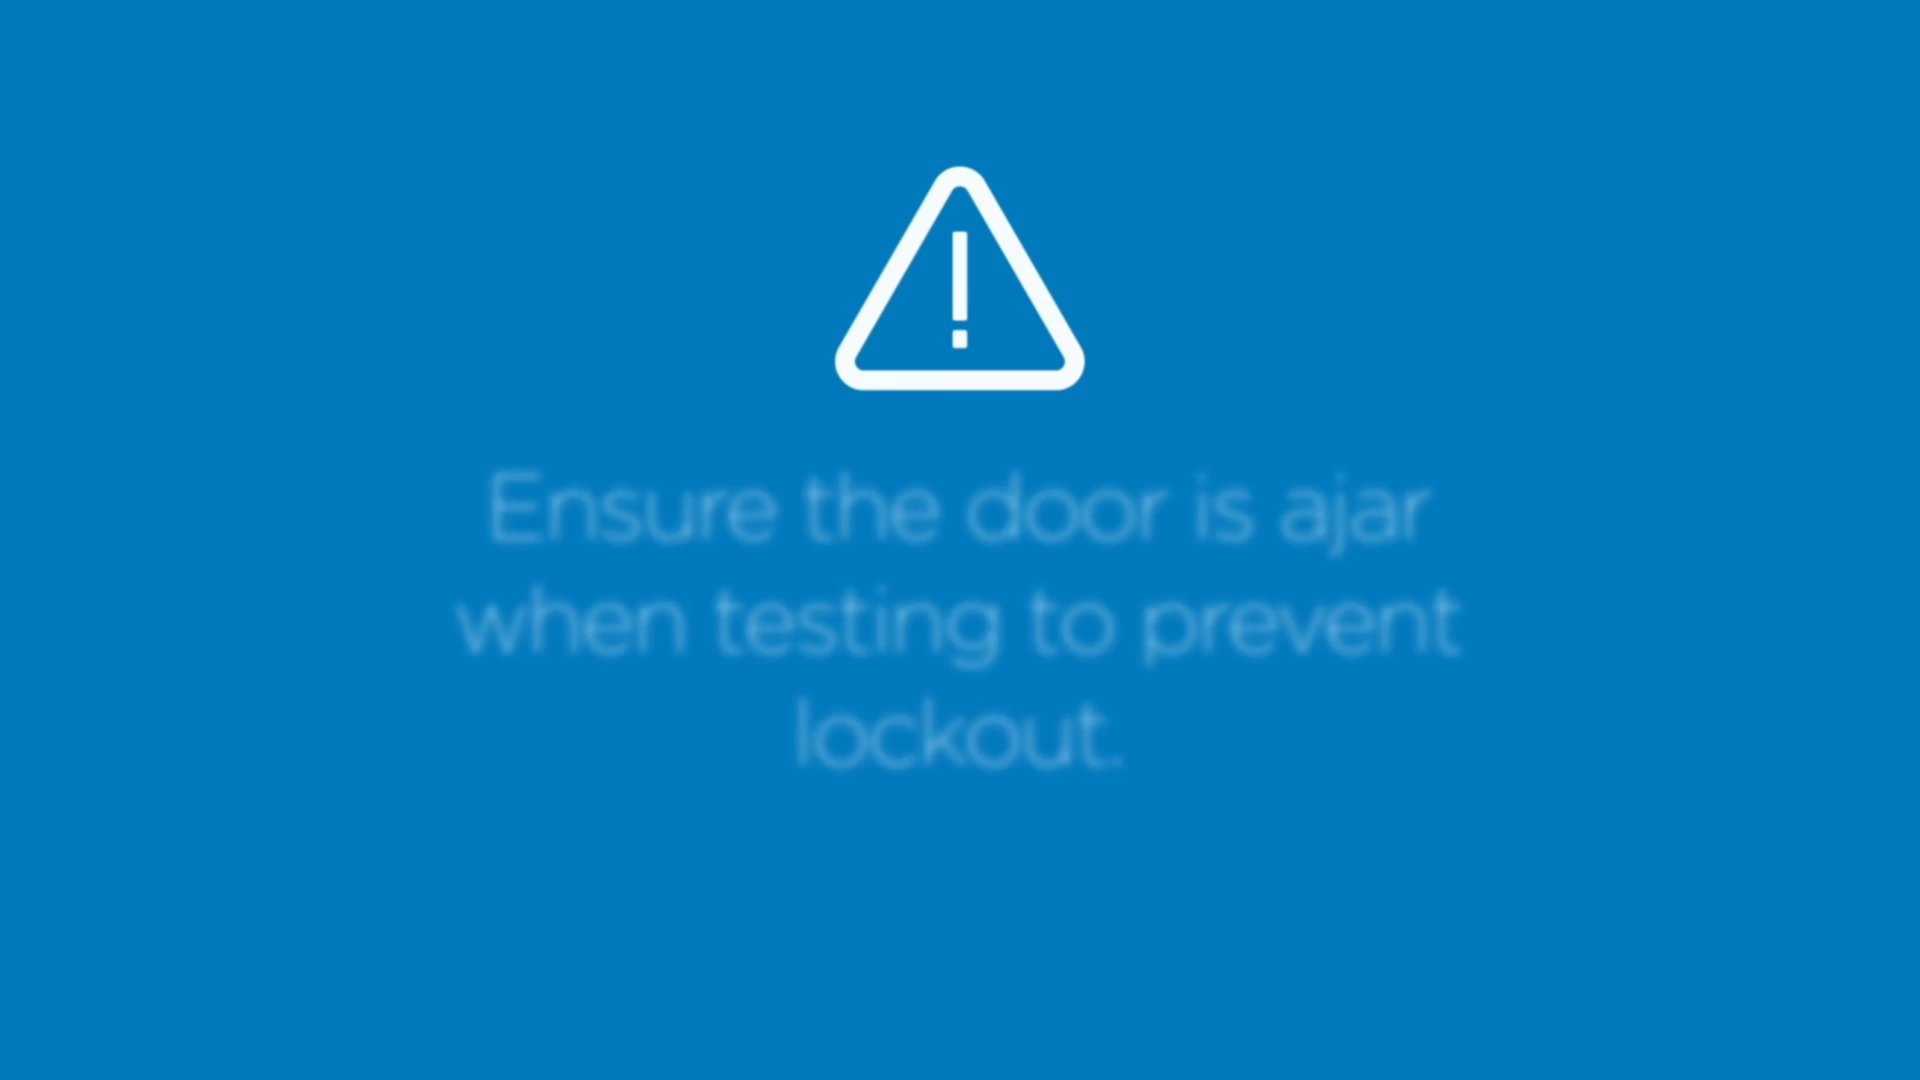 Ensure the door is ajar
when testing to prevent
lockout.